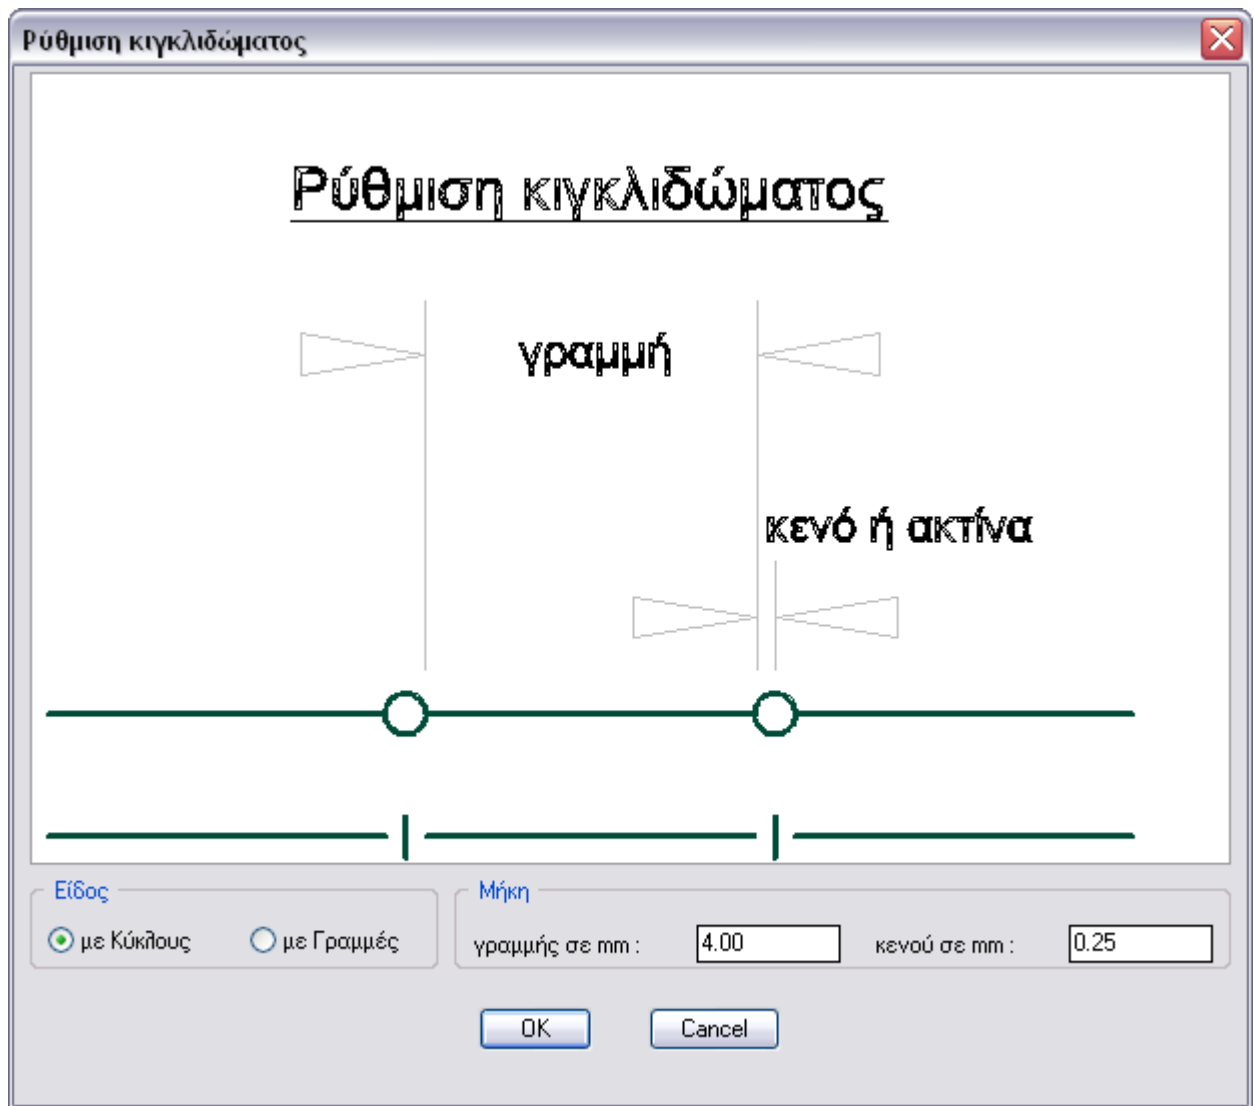 Ρύθμιση κιγκλιδώματος
Ρύθμιση κιγκλιδώματος
γραμμή
κενό ή ακτίνα
Είδος
Μήκη
με Κύκλους
με Γραμμές
γραμμής σε mm :
4.00
κενού σε mm :
0.25
OK
Cancel